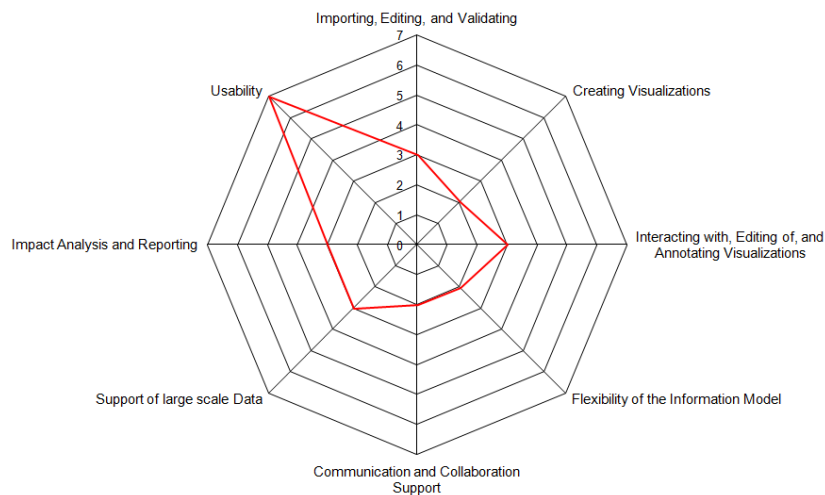 Importing, Editing, and Validating
7
6
5
4
3
2
1
0
Usability
Creating Visualizations
Impact Analysis and Reporting
Interacting with, Editing of, and
Annotating Visualizations
Support of large scale Data
Flexibility of the Information Model
Communication and Collaboration
Support